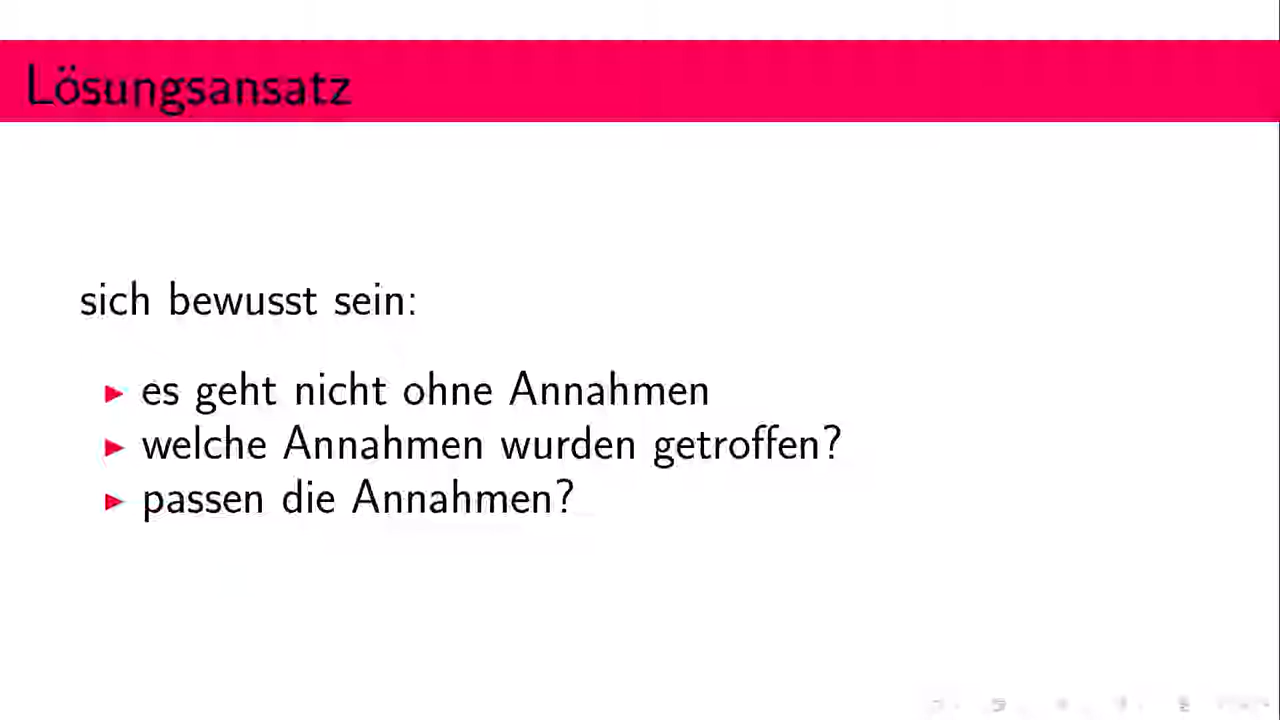 Lösungsansatz
sich bewusst sein:
es geht nicht ohne Annahmen
welche Annahmen wurden getroffen?
passen die Annahmen?